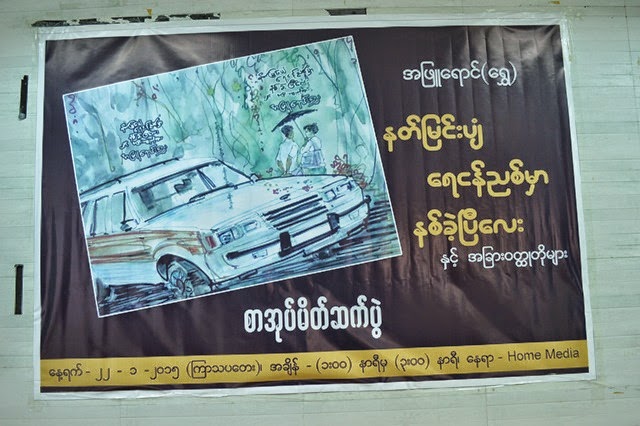 အဖြူရောင်(ရွှေ)
နတ်မြင်းပျံ
ရေငန်ညစ်မှာ
နစ်ခဲ့ပြီလေး
နှင့် အခြားဝတ္ထုတိုများ
စာအုပ်မိတ်ဆက်ပွဲ
နေ့ရက် - ၂၂ - ၁ -၂၀၁၅ (ကြာသပတေး)၊ အချိန် - (၁း၀၀) နာရီမှ (၃း၀၀) နာရီ၊ နေရာ - Home Media